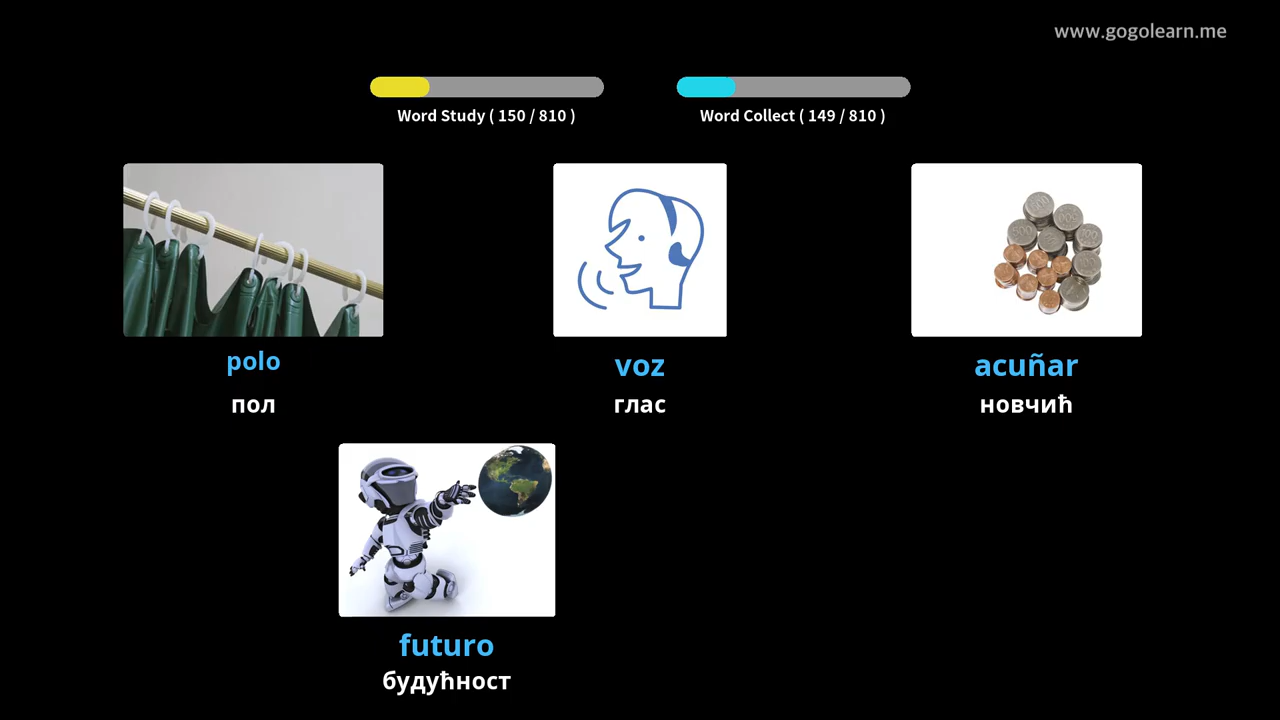 www.gogolearn.me
Word Study ( 150 / 810 )
Word Collect ( 149 / 810 )
polo
пол
voz
глас
acuñar
новчић
futuro
будућност